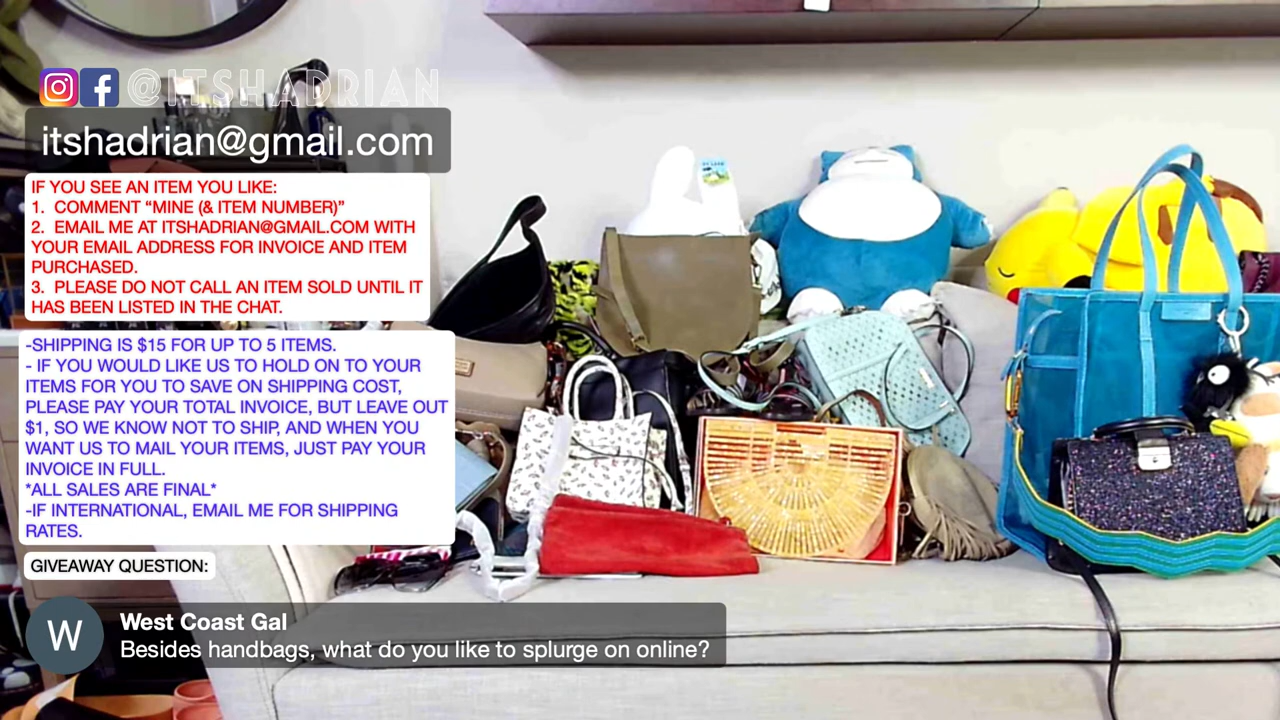 @ITSHADRIAN
itshadrian@gmail.com
IF YOU SEE AN ITEM YOU LIKE:
1. COMMENT “MINE (& ITEM NUMBER)”
2. EMAIL ME AT ITSHADRIAN@GMAIL.COM WITH
YOUR EMAIL ADDRESS FOR INVOICE AND ITEM
PURCHASED.
3. PLEASE DO NOT CALL AN ITEM SOLD UNTIL IT
HAS BEEN LISTED IN THE CHAT.
-SHIPPING IS $15 FOR UP TO 5 ITEMS.
- IF YOU WOULD LIKE US TO HOLD ON TO YOUR
ITEMS FOR YOU TO SAVE ON SHIPPING COST,
PLEASE PAY YOUR TOTAL INVOICE, BUT LEAVE OUT
$1, SO WE KNOW NOT TO SHIP, AND WHEN YOU
WANT US TO MAIL YOUR ITEMS, JUST PAY YOUR
INVOICE IN FULL.
*ALL SALES ARE FINAL*
-IF INTERNATIONAL, EMAIL ME FOR SHIPPING
RATES.
GIVEAWAY QUESTION:
W
West Coast Gal
Besides handbags, what do you like to splurge on online?